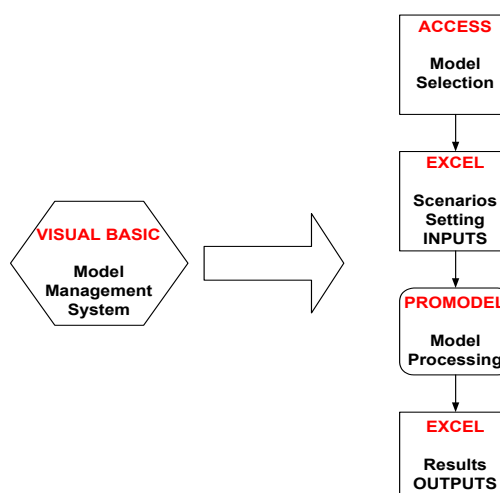 ACCESS
Model
Selection
EXCEL
Scenarios
Setting
INPUTS
VISUAL BASIC
Model
Management
System
PROMODEL
Model
Processing
EXCEL
Results
OUTPUTS